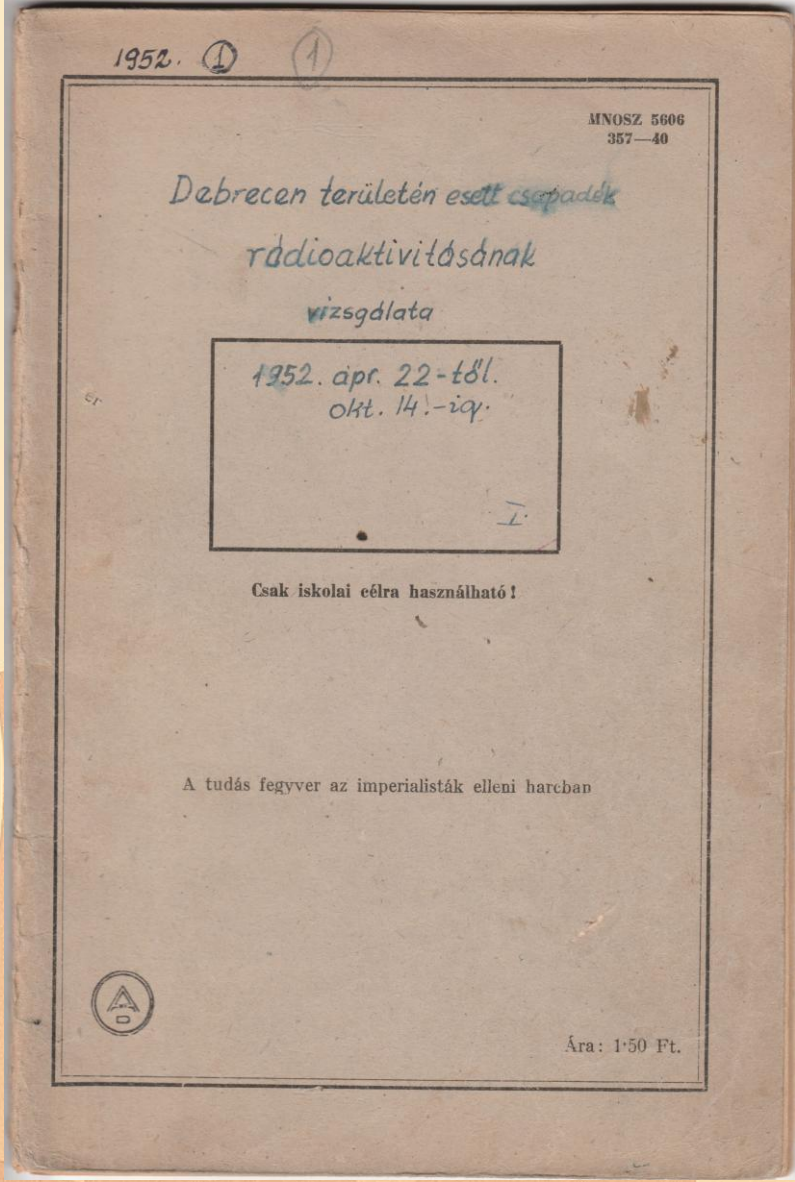 1952. 1 1
MNOSZ 5606
357—40
Debrecen területén esett csapadék
rádioaktivitásának
vizsgálata
1952. ápr. 22-től.
okt. 14.-ig.
I.
Csak iskolai célra használható!
A tudás fegyver az imperialisták elleni harcban
Ára: 1·50 Ft.